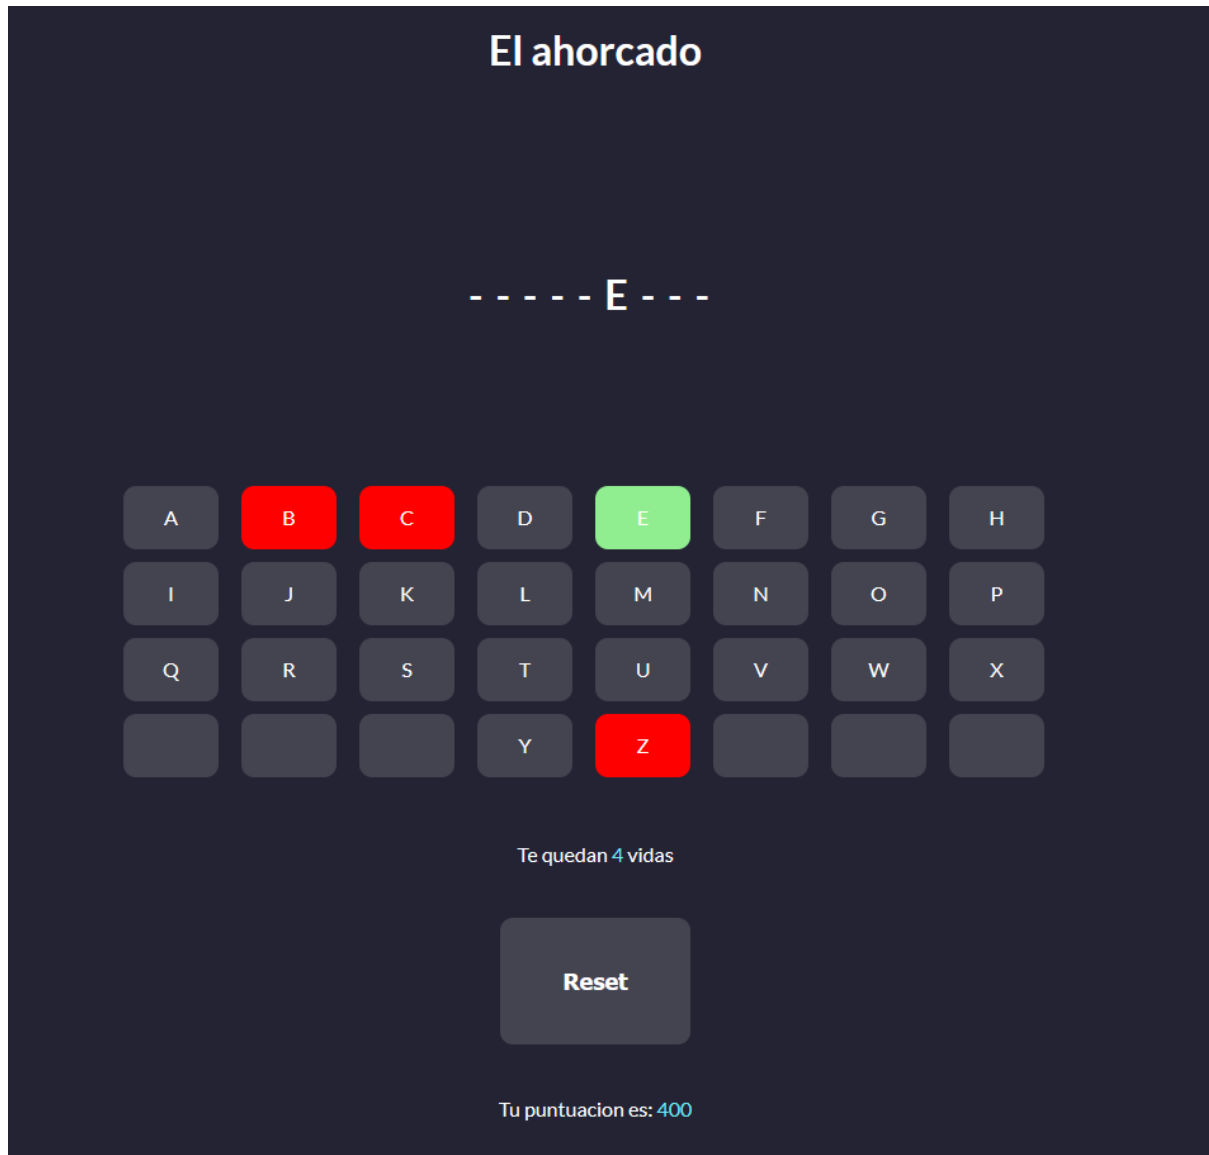 El ahorcado
- - - - - E - - -
A B C D E F G H
I J K L M N O P
Q R S T U V W X
Y Z
Te quedan 4 vidas
Reset
Tu puntuacion es: 400